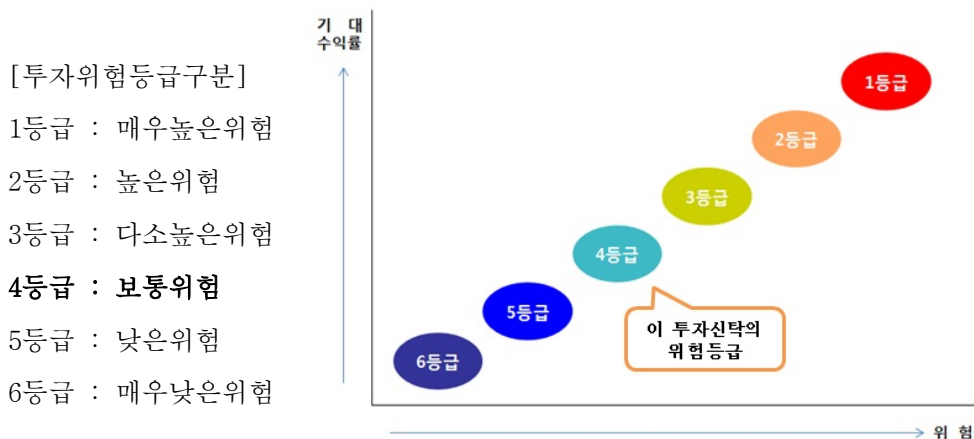 [투자위험등급구분]
1등급 : 매우높은위험
2등급 : 높은위험
3등급 : 다소높은위험
4등급 : 보통위험
5등급 : 낮은위험
6등급 : 매우낮은위험
기 대
수익률
1등급
2등급
3등급
4등급
5등급
6등급
이 투자신탁의
위험등급
위 험